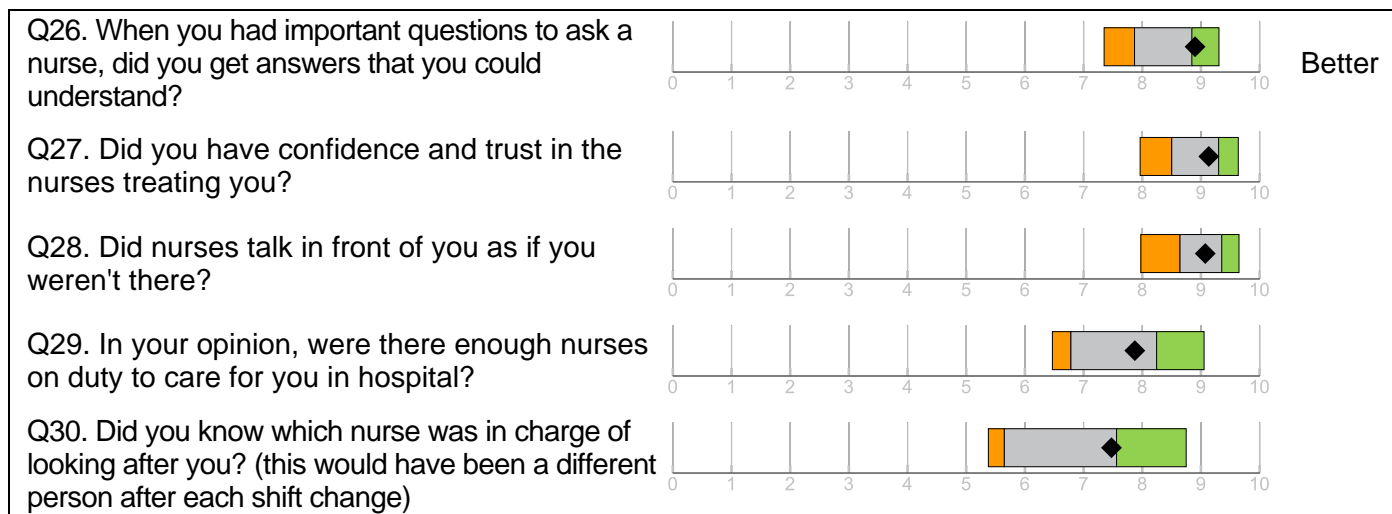 Q26. When you had important questions to ask a
nurse, did you get answers that you could
understand?
0 1 2 3 4 5 6 7 8 9 10
Better
Q27. Did you have confidence and trust in the
nurses treating you?
0 1 2 3 4 5 6 7 8 9 10
Q28. Did nurses talk in front of you as if you
weren't there?
0 1 2 3 4 5 6 7 8 9 10
Q29. In your opinion, were there enough nurses
on duty to care for you in hospital?
0 1 2 3 4 5 6 7 8 9 10
Q30. Did you know which nurse was in charge of
looking after you? (this would have been a different
person after each shift change)
0 1 2 3 4 5 6 7 8 9 10